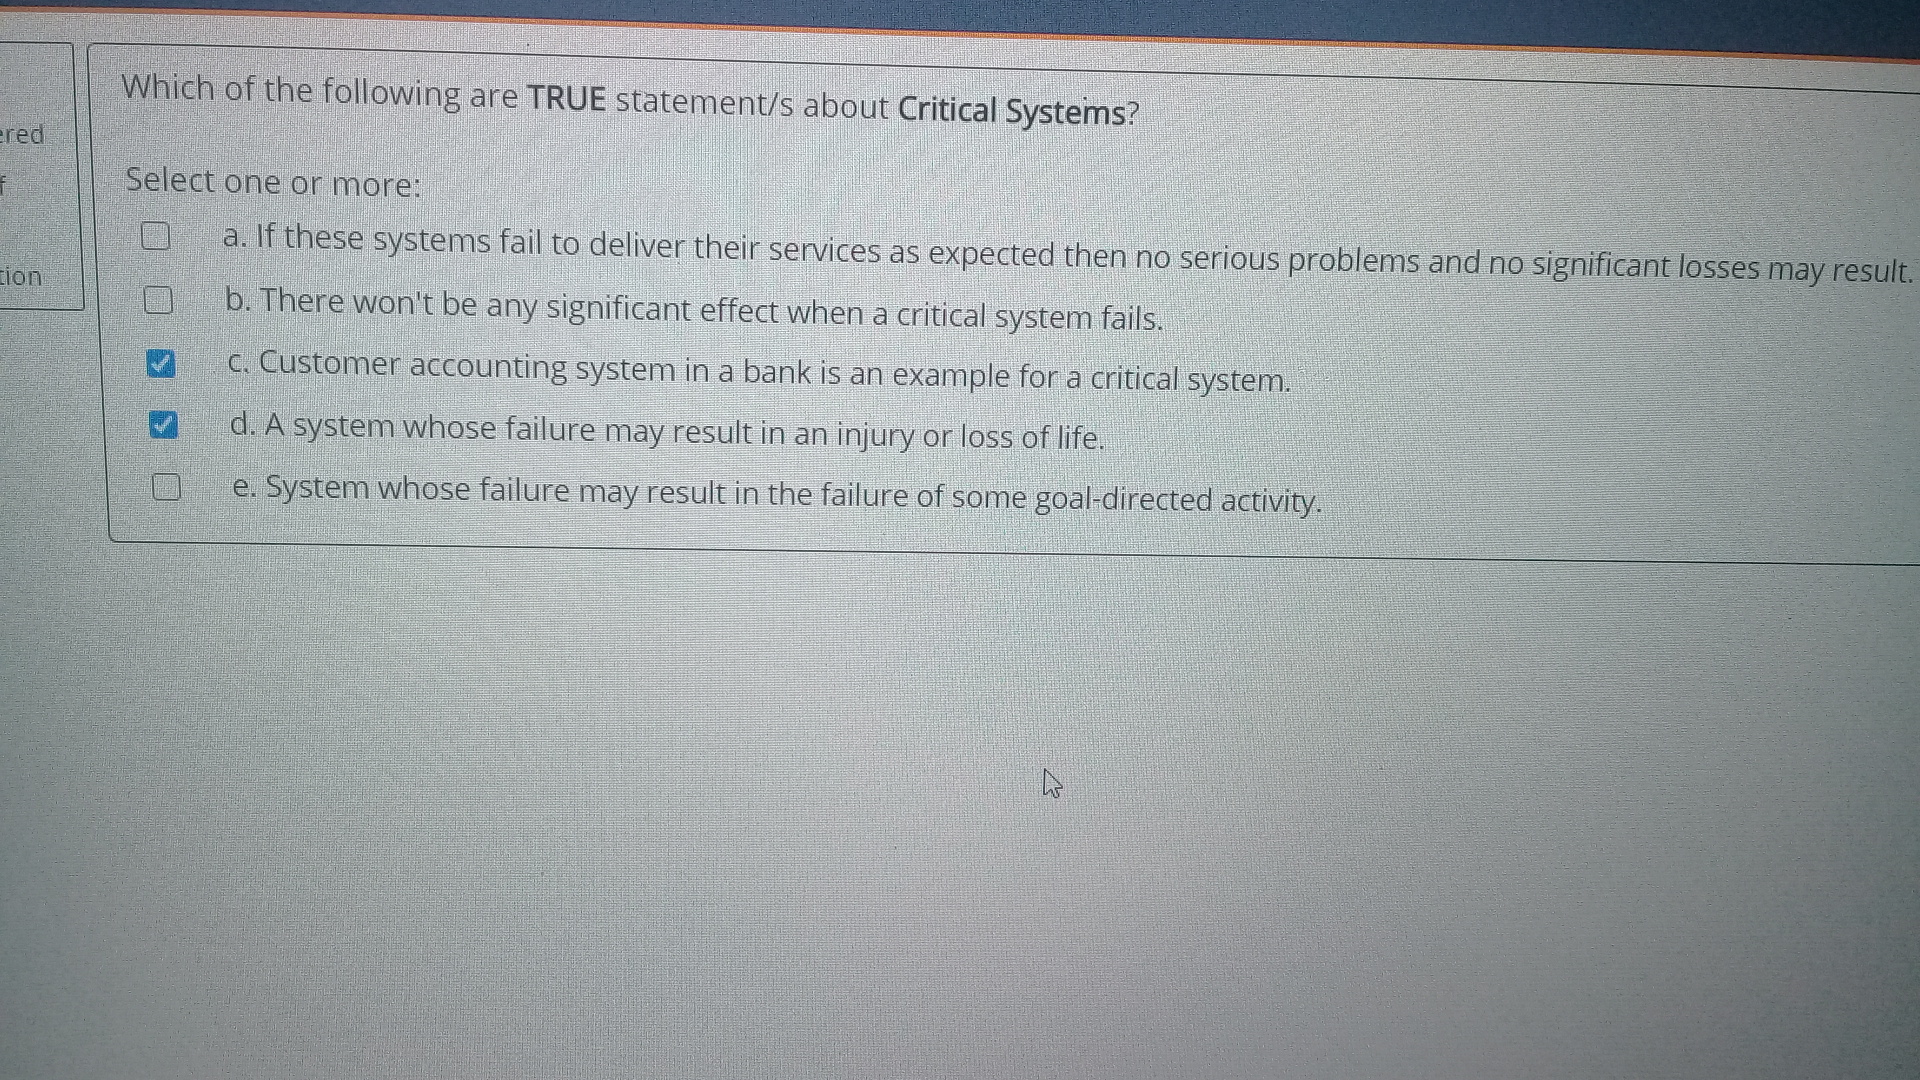 Which of the following are TRUE statement/s about Critical Systems?
ered
Select one or more:
f
a. If these systems fail to deliver their services as expected then no serious problems and no significant losses may result.
tion
b. There won't be any significant effect when a critical system fails.
c. Customer accounting system in a bank is an example for a critical system.
d. A system whose failure may result in an injury or loss of life.
e. System whose failure may result in the failure of some goal-directed activity.